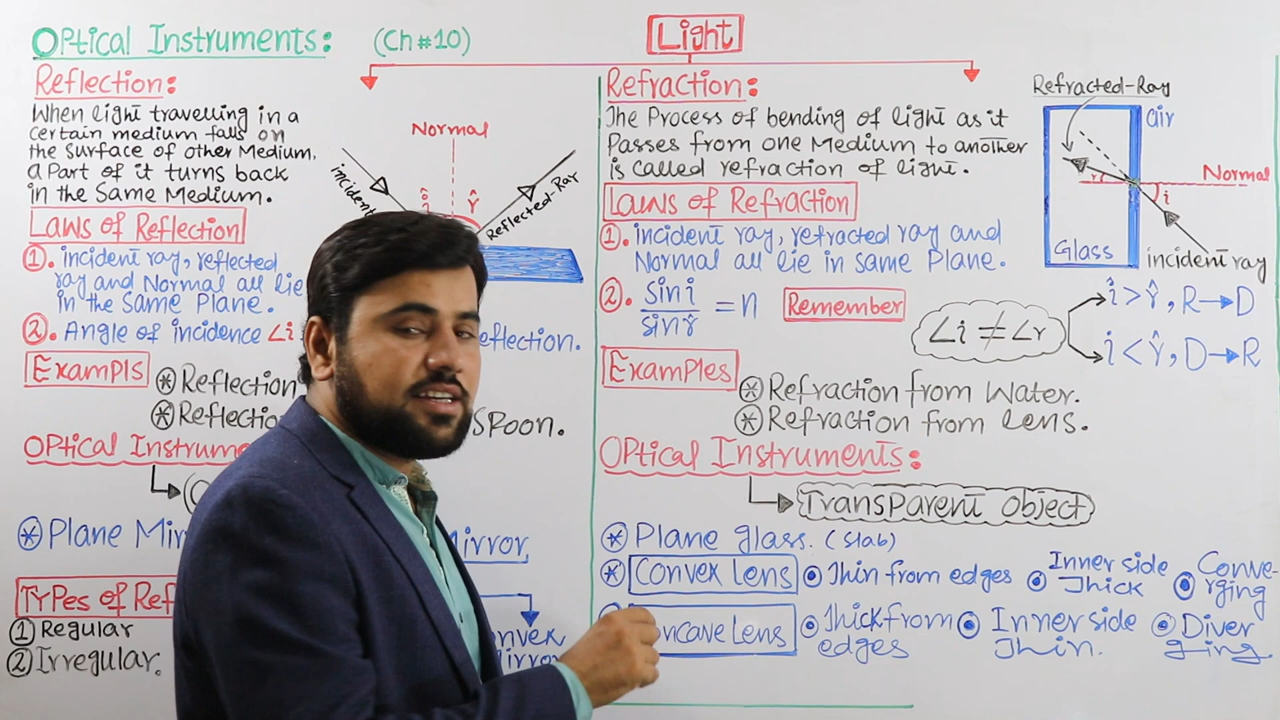 Optical Instruments:
(Ch#10)
Light
Reflection:
When light travelling in a
certain medium falls on
the surface of other Medium,
a Part of it turns back
in the Same Medium.
Normal
incident
î
r̂
Reflected-Ray
Laws of Reflection
1. incident ray, reflected
ray and Normal all lie
in the Same Plane.
2. Angle of incidence ∠i
eflection.
Exampls
* Reflection
* Reflectio
Spoon.
Optical Instrume
* Plane Mir
Mirror,
Types of Ref
1 Regular
2 Irregular.
onvex
Mirror
Refraction:
The Process of bending of light as it
Passes from one Medium to another
is called refraction of light.
Refracted-Ray
air
Normal
r
i
Glass
incident ray
Laws of Refraction
1. incident ray, refracted ray and
Normal all lie in same Plane.
2. sin i / sin r = n
Remember
∠i ≠ ∠r
î > r̂, R→D
î < r̂, D→R
Examples
* Refraction from Water.
* Refraction from lens.
Optical Instruments:
Transparent object
* Plane glass. (slab)
* Convex lens
Thin from edges
Inner side
Thick
Conve-
rging
oncave lens
Thick from
edges
Inner side
Thin.
Diver
ging.